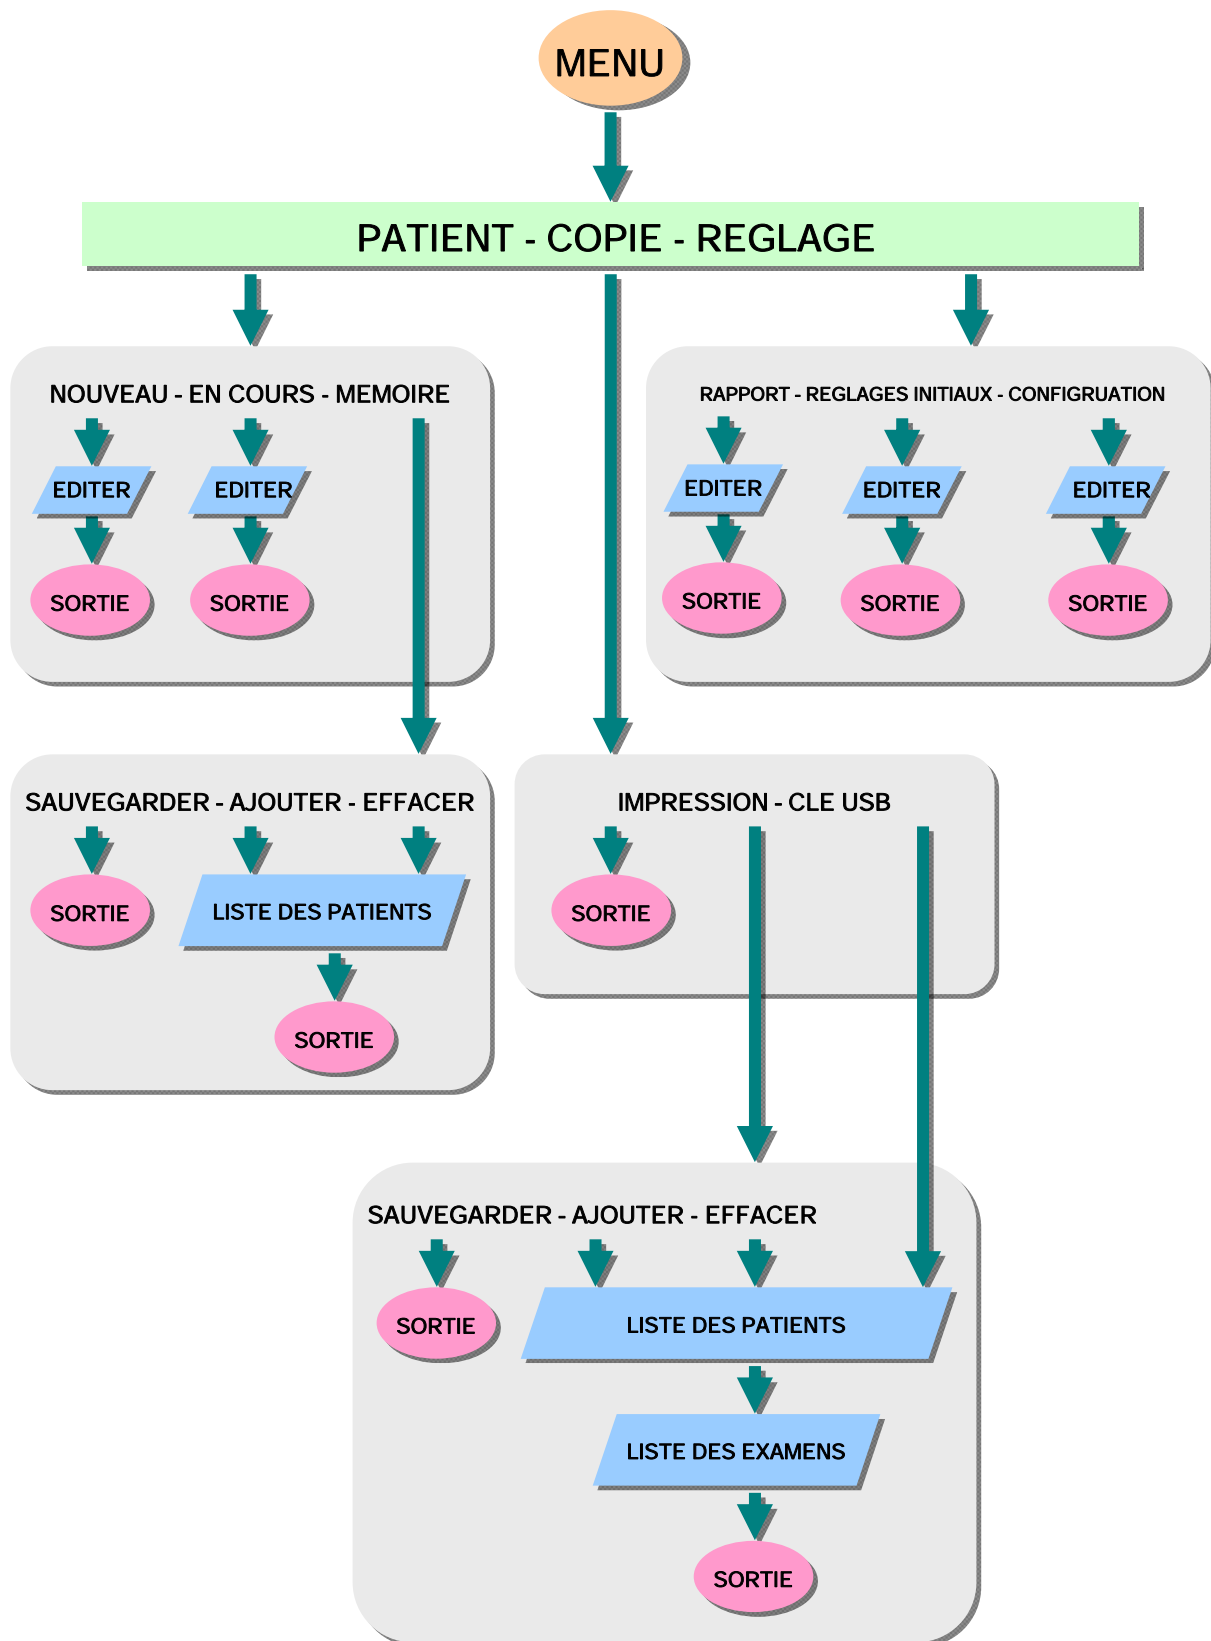 MENU
PATIENT - COPIE - REGLAGE
NOUVEAU - EN COURS - MEMOIRE
EDITER EDITER
SORTIE SORTIE
RAPPORT - REGLAGES INITIAUX - CONFIGRUATION
EDITER EDITER EDITER
SORTIE SORTIE SORTIE
SAUVEGARDER - AJOUTER - EFFACER
SORTIE LISTE DES PATIENTS
SORTIE
IMPRESSION - CLE USB
SORTIE
SAUVEGARDER - AJOUTER - EFFACER
SORTIE LISTE DES PATIENTS
LISTE DES EXAMENS
SORTIE